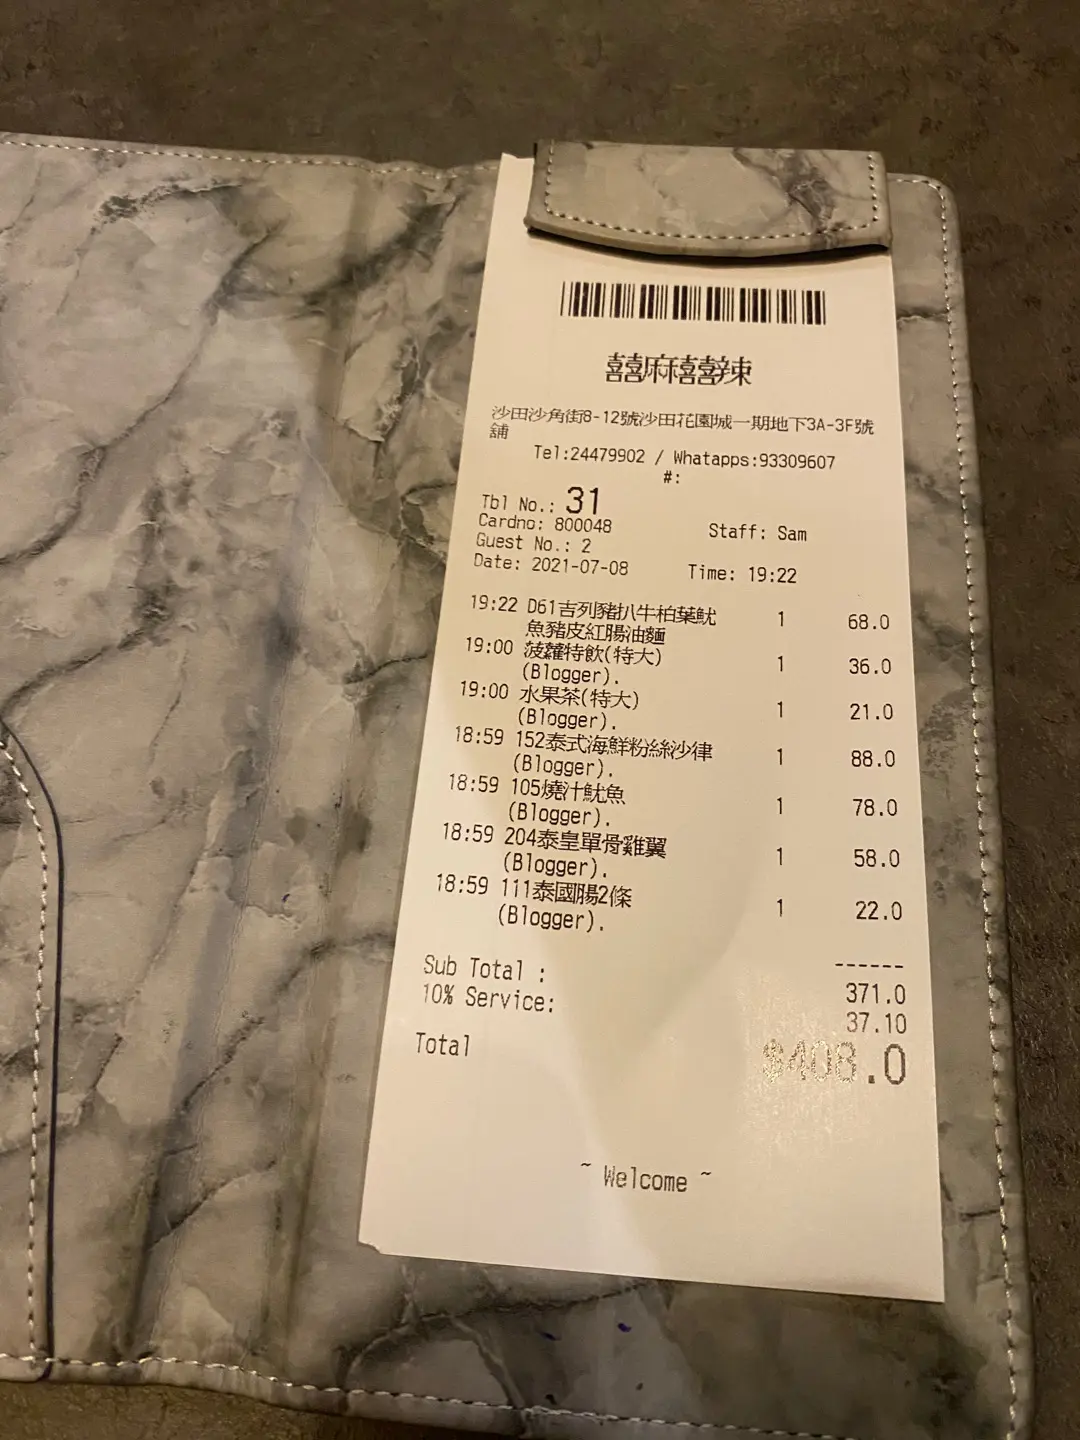 囍麻囍辣
沙田沙角街8-12號沙田花園城一期地下3A-3F號
舖
Tel:24479902 / Whatapps:93309607
#:
Tbl No.: 31
Cardno: 800048 Staff: Sam
Guest No.: 2
Date: 2021-07-08 Time: 19:22
19:22 D61吉列豬扒牛柏葉魷 1 68.0
魚豬皮紅腸油麵
19:00 菠蘿特飲(特大) 1 36.0
(Blogger).
19:00 水果茶(特大) 1 21.0
(Blogger).
18:59 152泰式海鮮粉絲沙律 1 88.0
(Blogger).
18:59 105燒汁魷魚 1 78.0
(Blogger).
18:59 204泰皇單骨雞翼 1 58.0
(Blogger).
18:59 111泰國腸2條 1 22.0
(Blogger).
------
Sub Total : 371.0
10% Service: 37.10
Total $408.0
~ Welcome ~